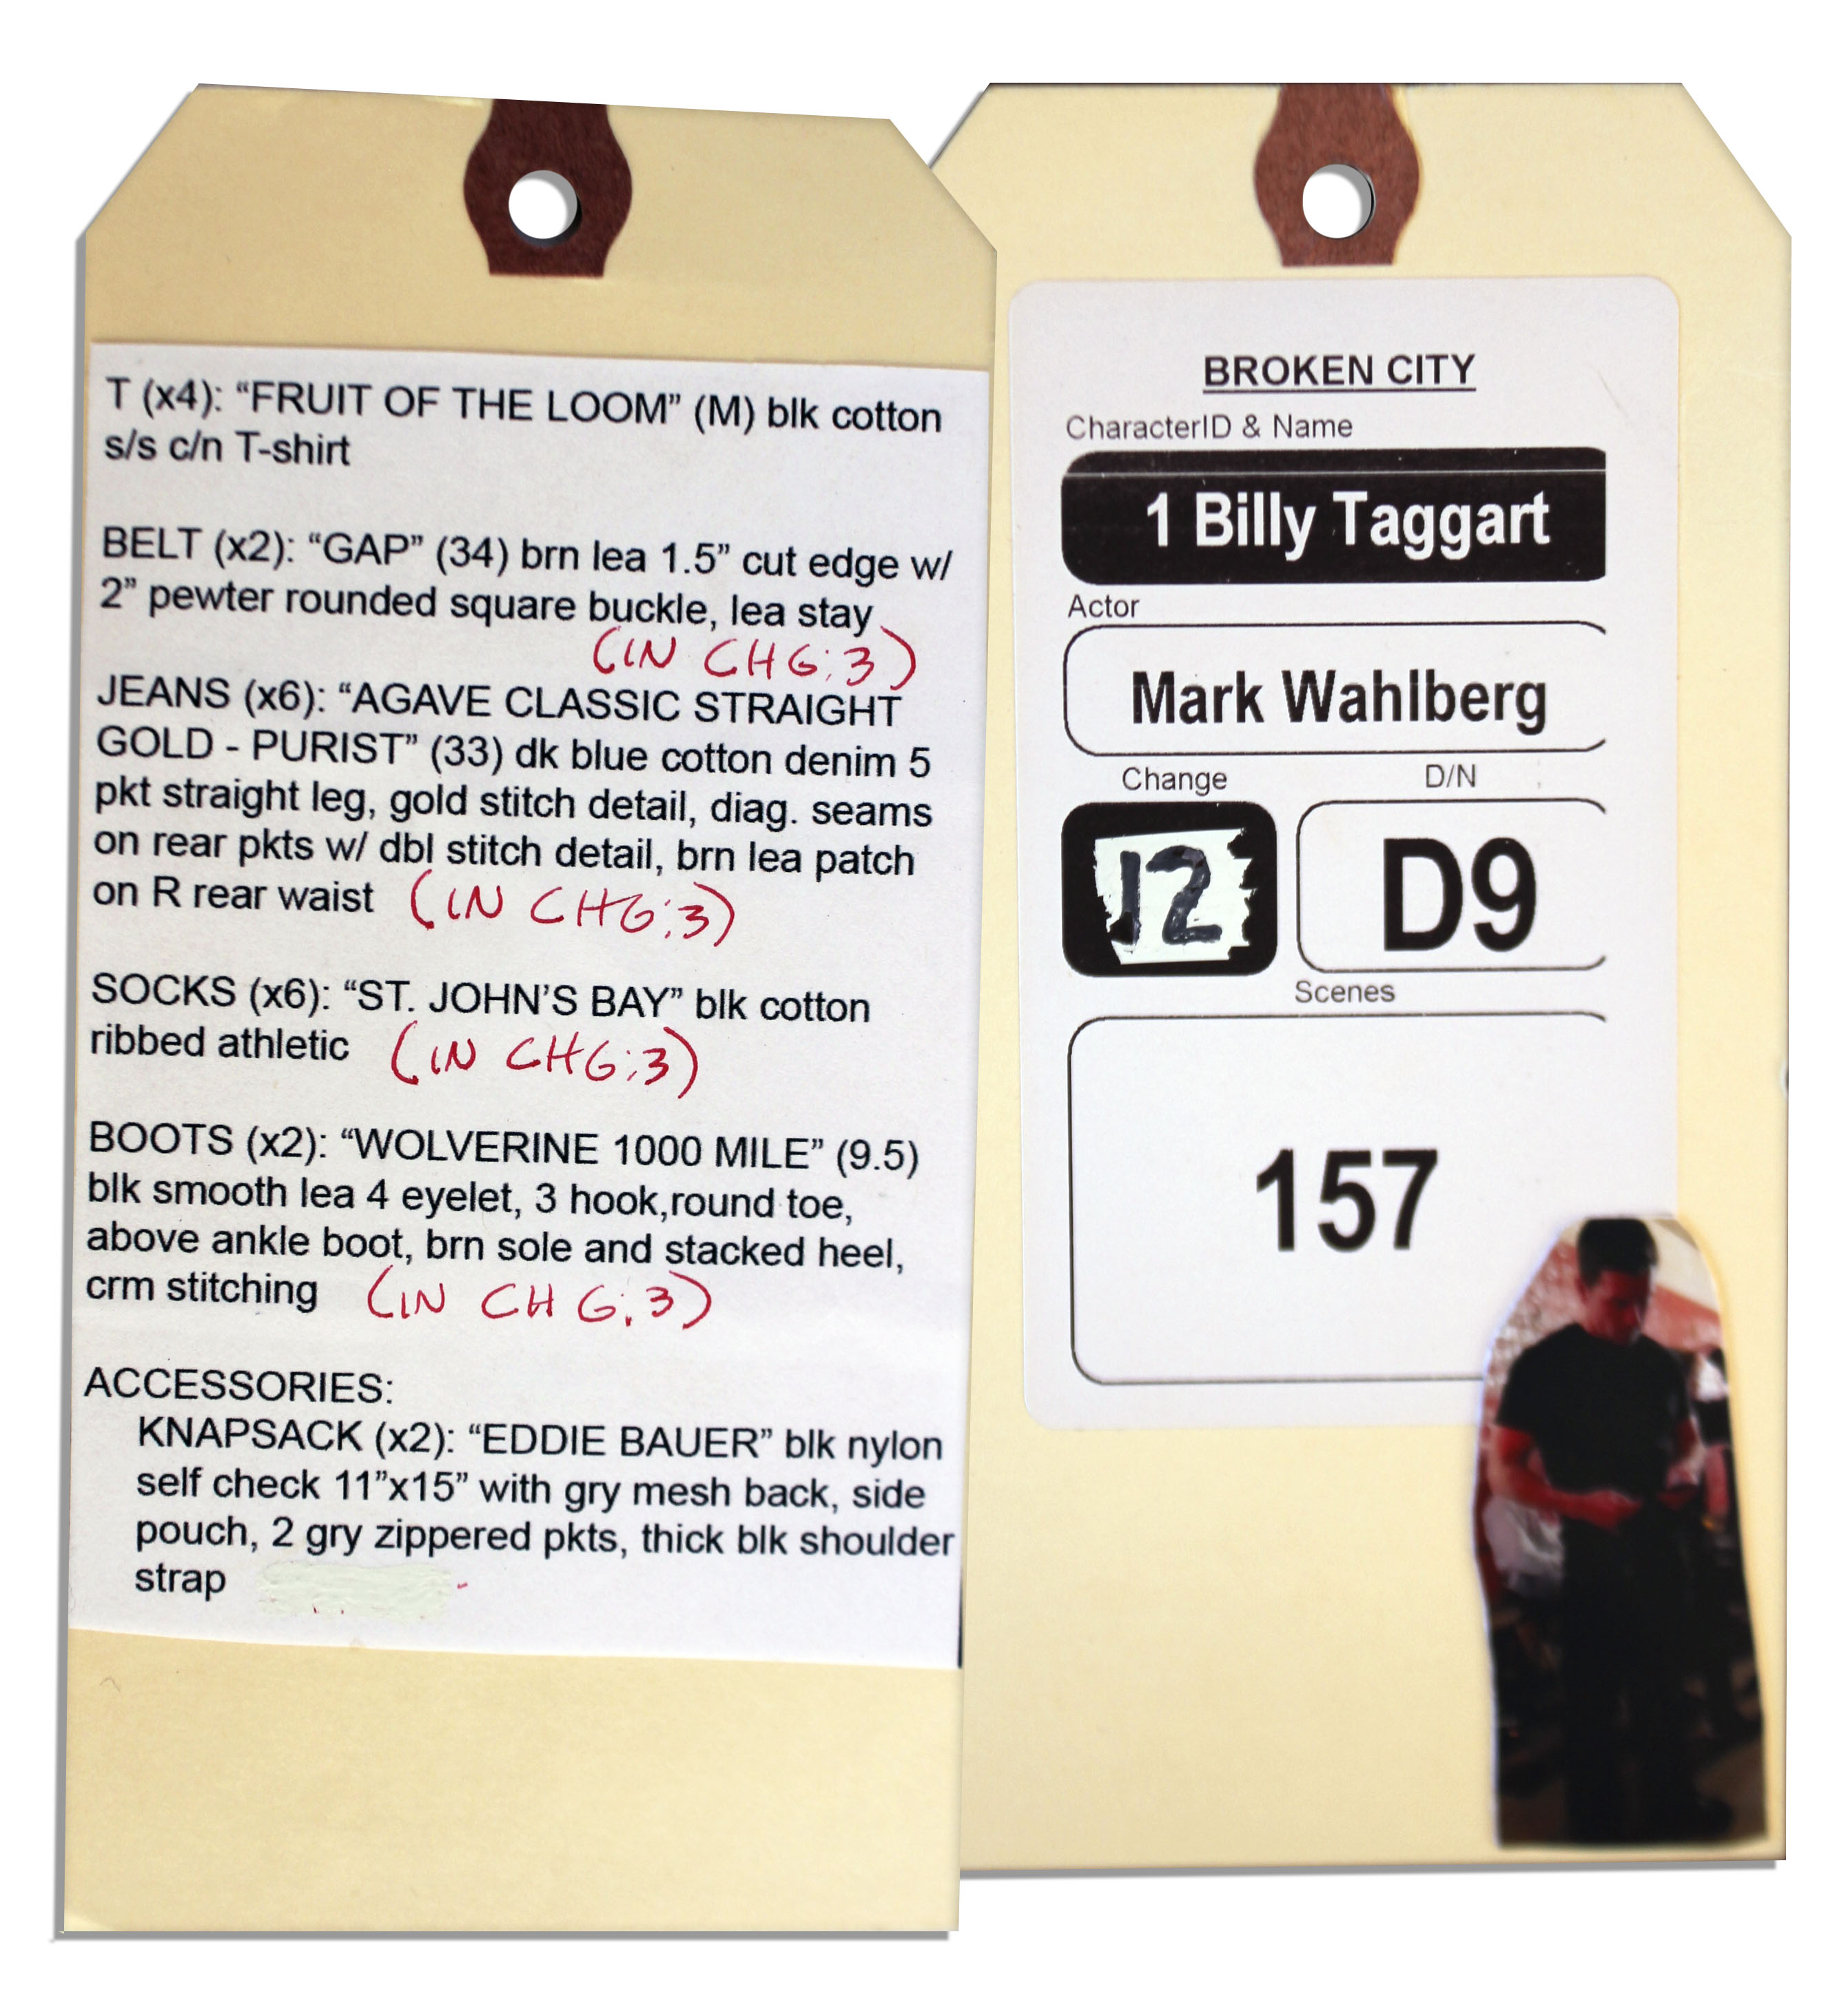 T (x4): “FRUIT OF THE LOOM” (M) blk cotton
s/s c/n T-shirt
BELT (x2): “GAP” (34) brn lea 1.5” cut edge w/
2” pewter rounded square buckle, lea stay
(IN CHG:3)
JEANS (x6): “AGAVE CLASSIC STRAIGHT
GOLD - PURIST” (33) dk blue cotton denim 5
pkt straight leg, gold stitch detail, diag. seams
on rear pkts w/ dbl stitch detail, brn lea patch
on R rear waist (IN CHG:3)
SOCKS (x6): “ST. JOHN’S BAY” blk cotton
ribbed athletic (IN CHG:3)
BOOTS (x2): “WOLVERINE 1000 MILE” (9.5)
blk smooth lea 4 eyelet, 3 hook,round toe,
above ankle boot, brn sole and stacked heel,
crm stitching (IN CHG:3)
ACCESSORIES:
KNAPSACK (x2): “EDDIE BAUER” blk nylon
self check 11”x15” with gry mesh back, side
pouch, 2 gry zippered pkts, thick blk shoulder
strap
BROKEN CITY
CharacterID & Name
1 Billy Taggart
Actor
Mark Wahlberg
Change D/N
12 D9
Scenes
157